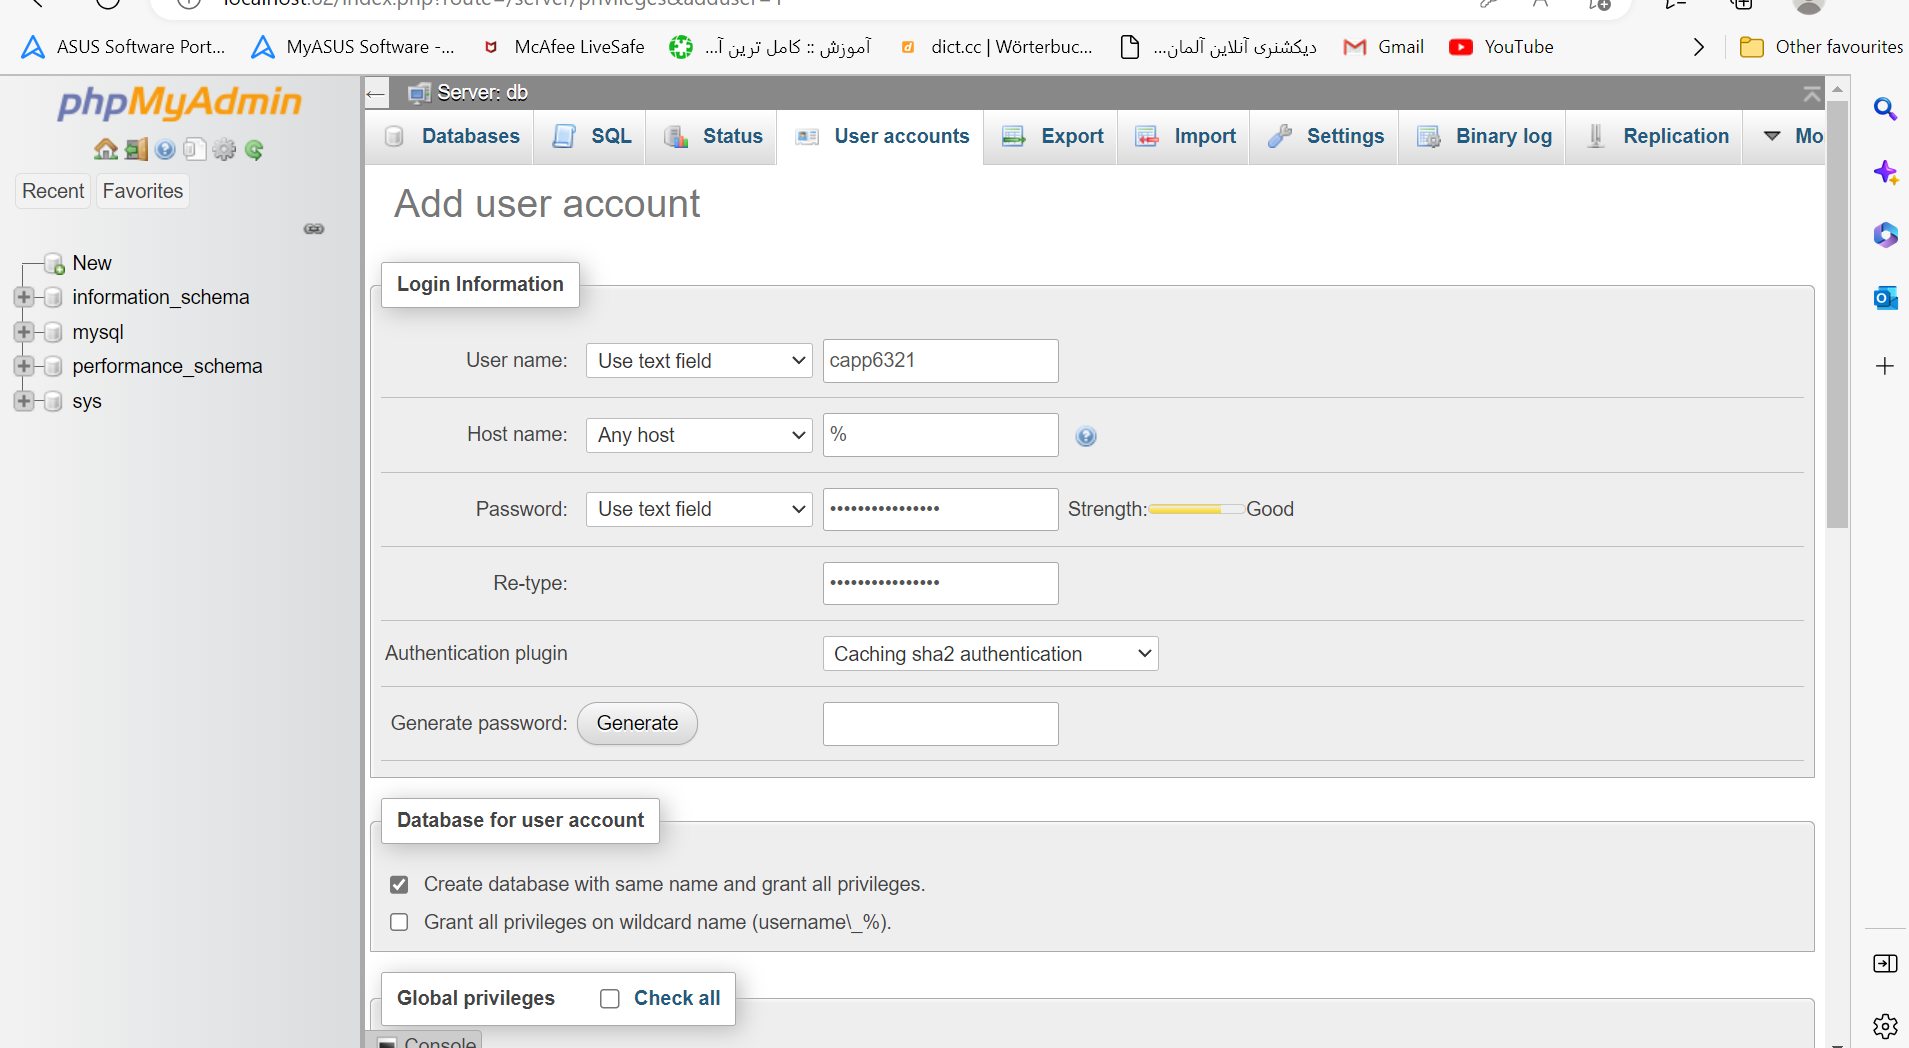 localhost:82/index.php?route=/server/privileges&adduser=1
ASUS Software Port... MyASUS Software -... McAfee LiveSafe آموزش :: کامل ترین آ... dict.cc | Wörterbuc... دیکشنری آنلاین آلمان... Gmail YouTube Other favourites
phpMyAdmin
Recent Favorites
New
information_schema
mysql
performance_schema
sys
Server: db
Databases SQL Status User accounts Export Import Settings Binary log Replication Mo
Add user account
Login Information
User name: Use text field capp6321
Host name: Any host %
Password: Use text field •••••••••••••••• Strength: Good
Re-type: ••••••••••••••••
Authentication plugin Caching sha2 authentication
Generate password: Generate
Database for user account
Create database with same name and grant all privileges.
Grant all privileges on wildcard name (username\_%).
Global privileges Check all
Console